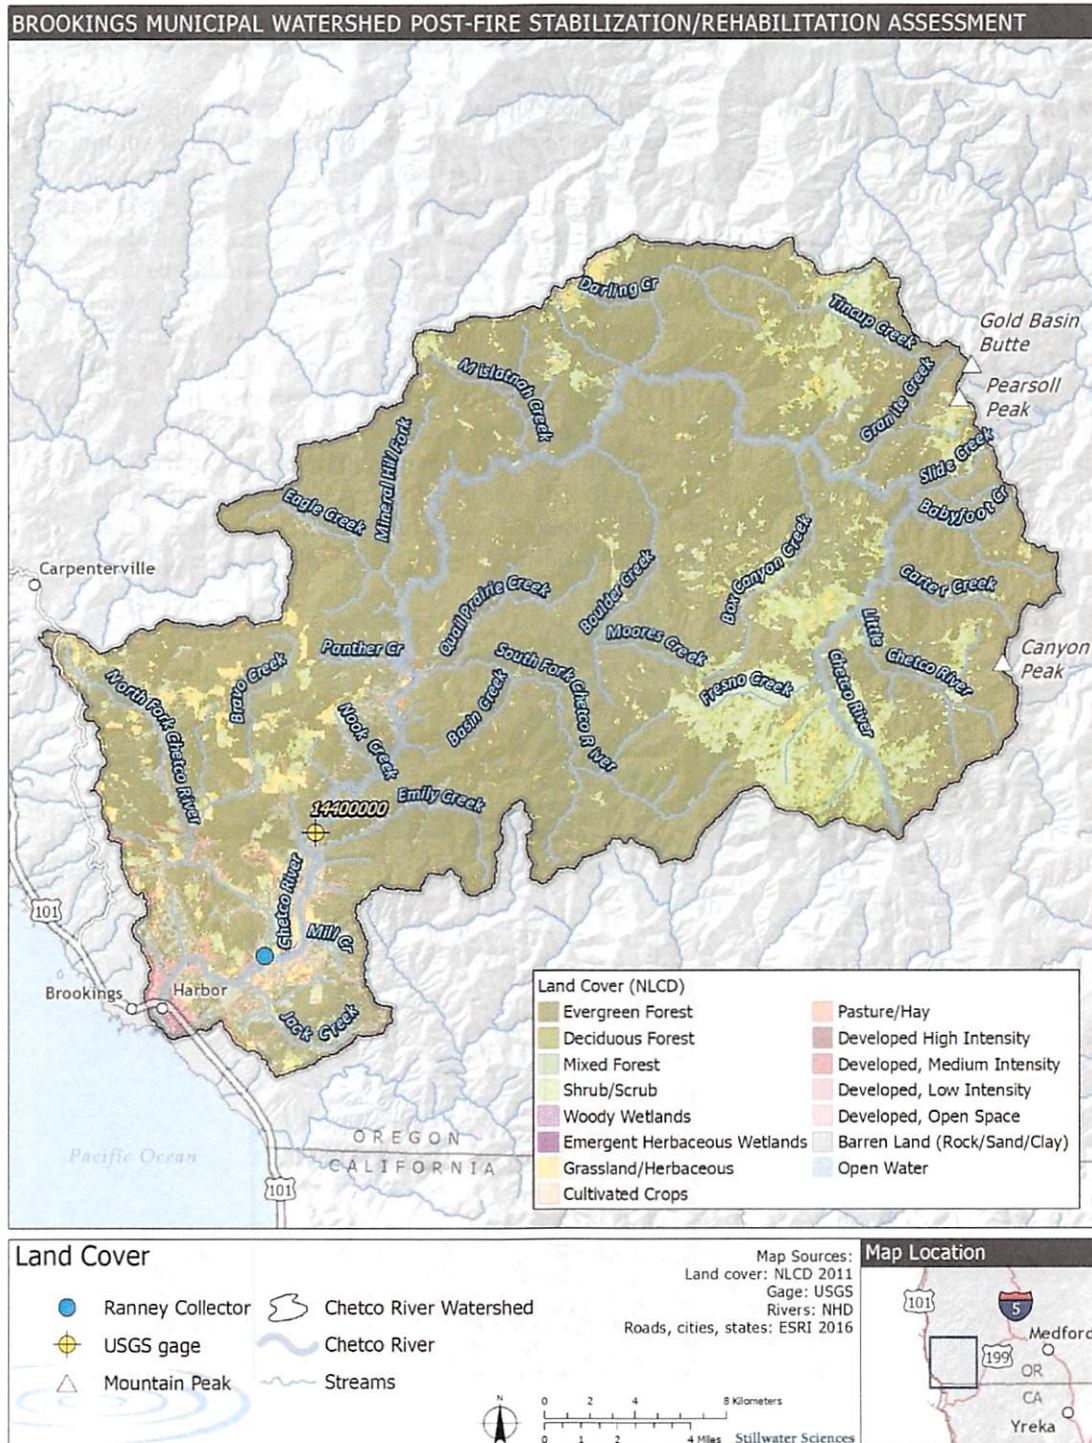 BROOKINGS MUNICIPAL WATERSHED POST-FIRE STABILIZATION/REHABILITATION ASSESSMENT
Darling Cr
Tincup Creek
Gold Basin
Butte
Mislatnah Creek
Granite Creek
Pearsoll
Peak
Mineral Hill Fork
Slide Creek
Eagle Creek
Babyfoot Cr
Carpenterville
Quail Prairie Creek
Boulder Creek
Box Canyon Creek
Carter Creek
Panther Cr
Moores Creek
Little
Chetco River
Canyon
Peak
North Fork Chetco River
Bravo Creek
South Fork Chetco River
Basin Creek
Fresno Creek
Chetco River
Nook Creek
Emily Creek
14400000
Chetco River
101
Mill Cr
Brookings
Harbor
Jack Creek
OREGON
CALIFORNIA
Pacific Ocean
101
Land Cover (NLCD)
Evergreen Forest
Deciduous Forest
Mixed Forest
Shrub/Scrub
Woody Wetlands
Emergent Herbaceous Wetlands
Grassland/Herbaceous
Cultivated Crops
Pasture/Hay
Developed High Intensity
Developed, Medium Intensity
Developed, Low Intensity
Developed, Open Space
Barren Land (Rock/Sand/Clay)
Open Water
Land Cover
Ranney Collector
USGS gage
Mountain Peak
Chetco River Watershed
Chetco River
Streams
Map Sources:
Land cover: NLCD 2011
Gage: USGS
Rivers: NHD
Roads, cities, states: ESRI 2016
N
0 2 4 8 Kilometers
0 1 2 4 Miles
Stillwater Sciences
Map Location
101
5
Medford
199
OR
CA
Yreka